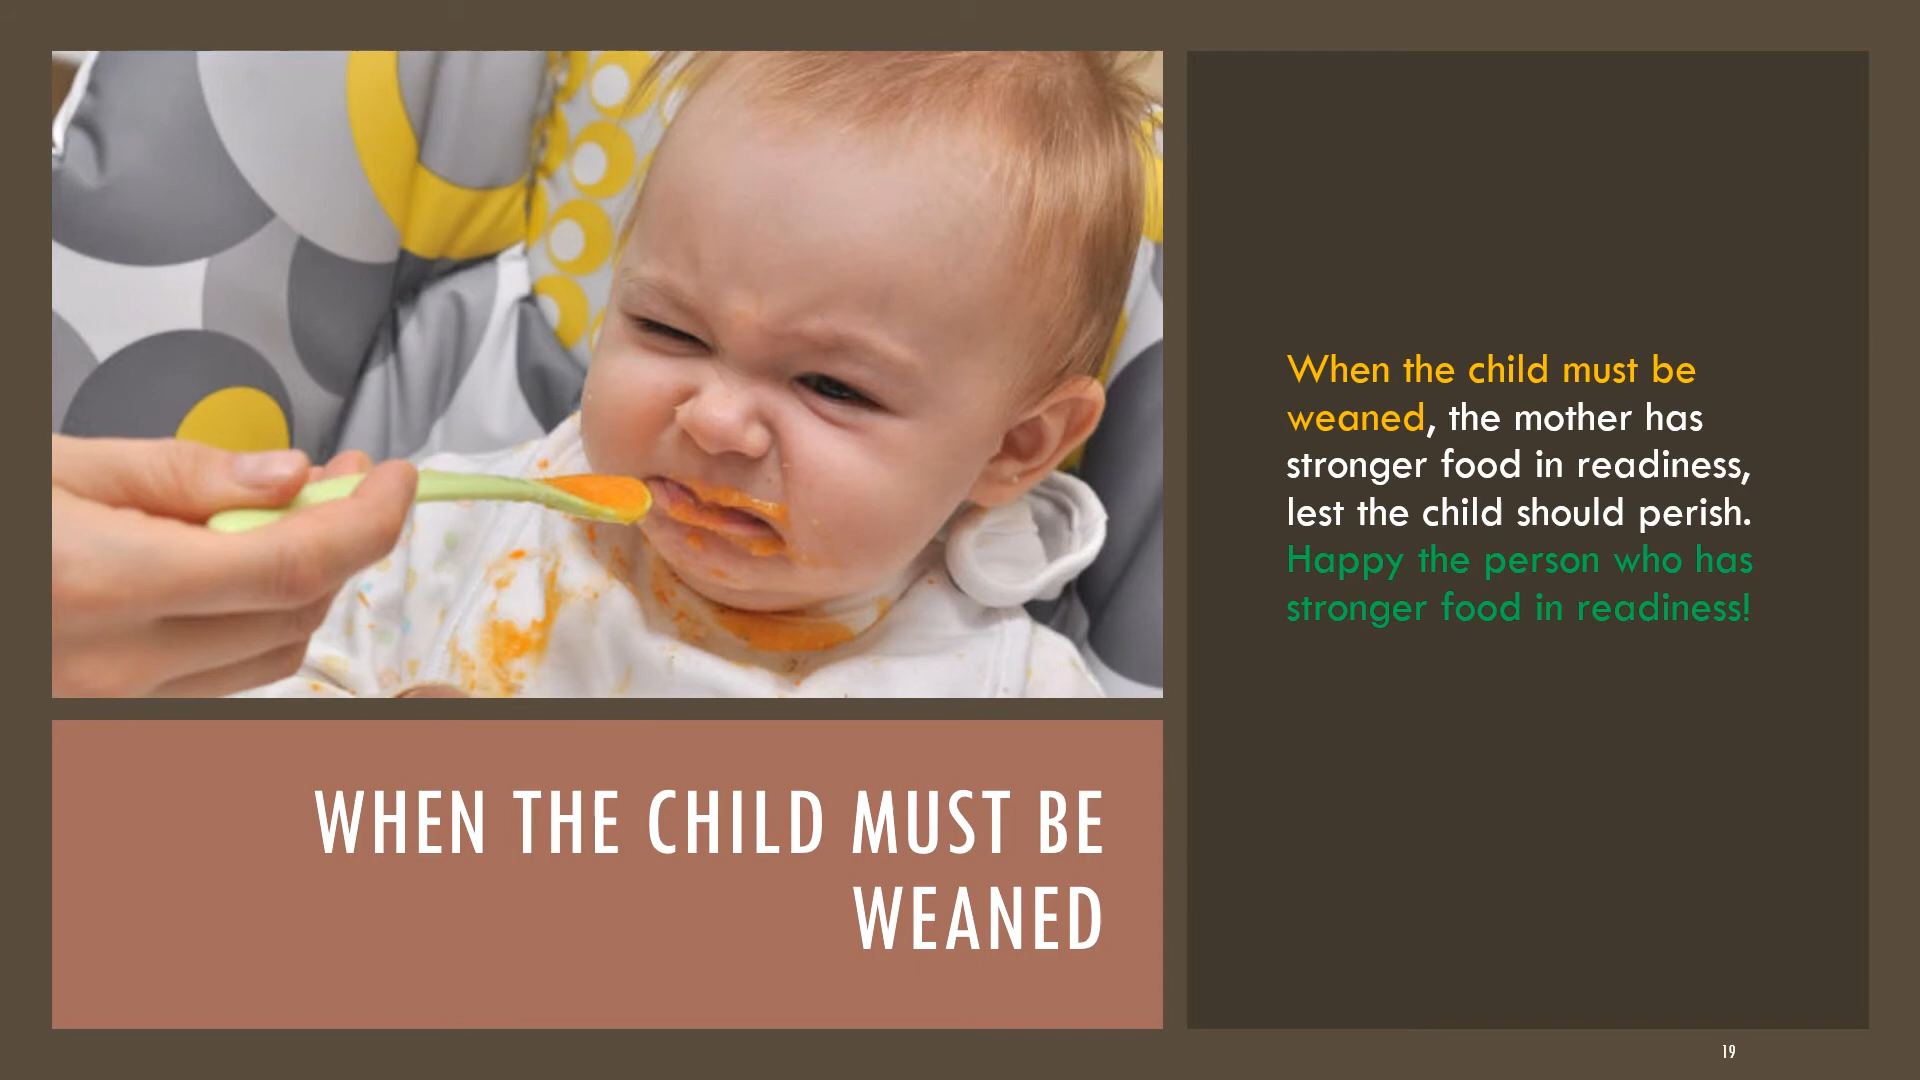 WHEN THE CHILD MUST BE
WEANED
When the child must be
weaned, the mother has
stronger food in readiness,
lest the child should perish.
Happy the person who has
stronger food in readiness!
19